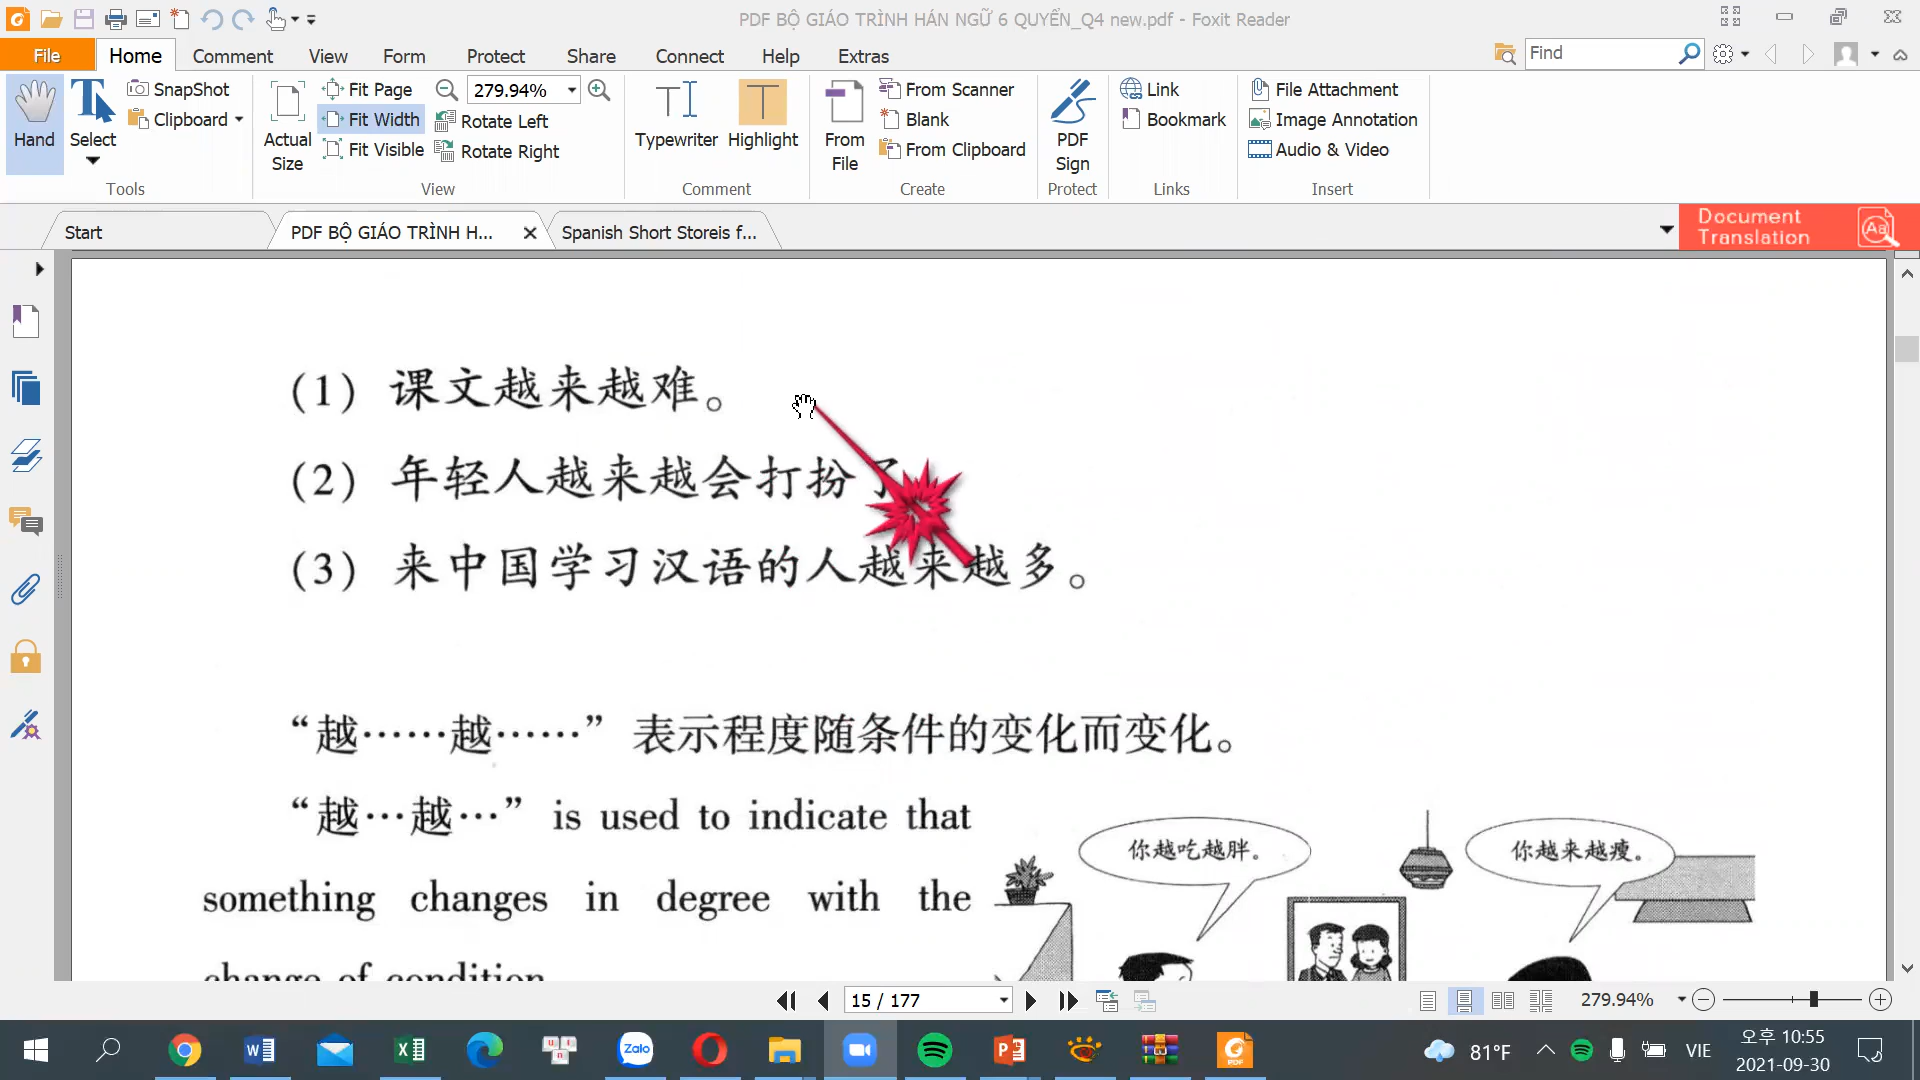 PDF BỘ GIÁO TRÌNH HÁN NGỮ 6 QUYỂN_Q4 new.pdf - Foxit Reader
File Home Comment View Form Protect Share Connect Help Extras
Find
Hand
Select
SnapShot
Clipboard
Tools
Actual Size
Fit Page
Fit Width
Fit Visible
279.94%
Rotate Left
Rotate Right
View
Typewriter
Highlight
Comment
From File
From Scanner
Blank
From Clipboard
Create
PDF Sign
Protect
Link
Bookmark
Links
File Attachment
Image Annotation
Audio & Video
Insert
Start
PDF BỘ GIÁO TRÌNH H...
Spanish Short Storeis f...
Document Translation
(1) 课文越来越难。
(2) 年轻人越来越会打扮了
(3) 来中国学习汉语的人越来越多。
“越……越……” 表示程度随条件的变化而变化。
“越…越…” is used to indicate that
something changes in degree with the
change of condition
你越吃越胖。
你越来越瘦。
15 / 177
279.94%
Zalo
81°F
VIE
오후 10:55
2021-09-30